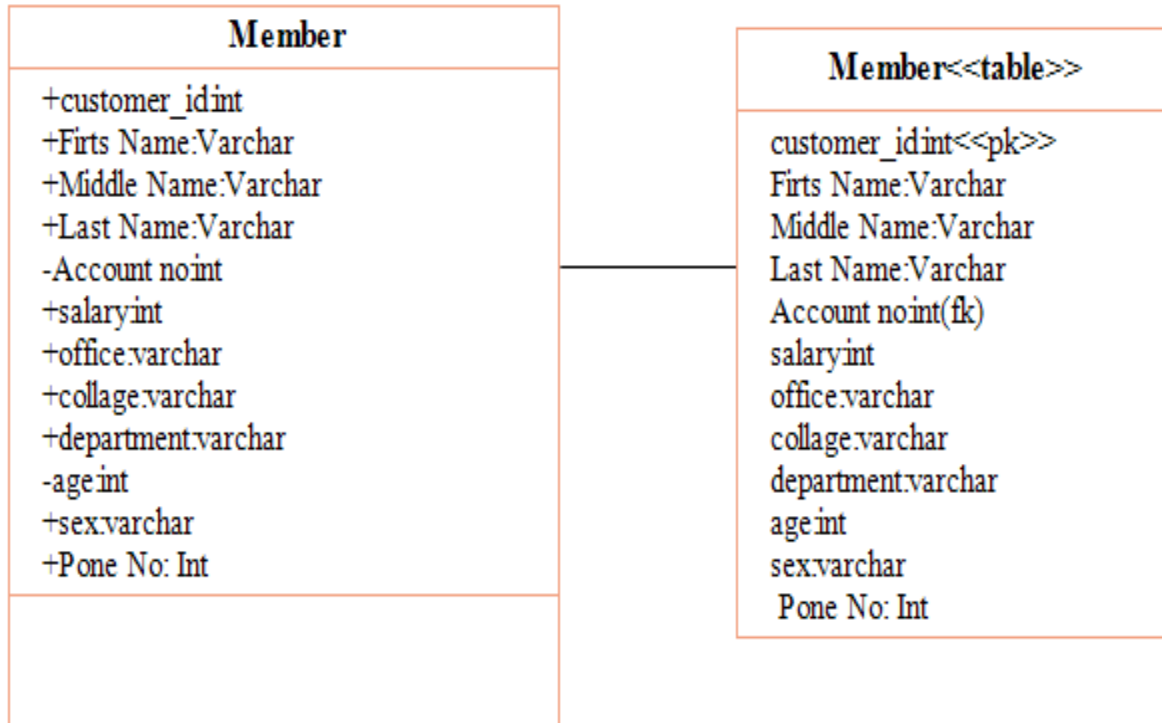 Member
+customer_id:int
+Firts Name:Varchar
+Middle Name:Varchar
+Last Name:Varchar
-Account no:int
+salary:int
+office:varchar
+collage:varchar
+department:varchar
-age:int
+sex:varchar
+Pone No: Int
Member<<table>>
customer_id:int<<pk>>
Firts Name:Varchar
Middle Name:Varchar
Last Name:Varchar
Account no:int(fk)
salary:int
office:varchar
collage:varchar
department:varchar
age:int
sex:varchar
Pone No: Int